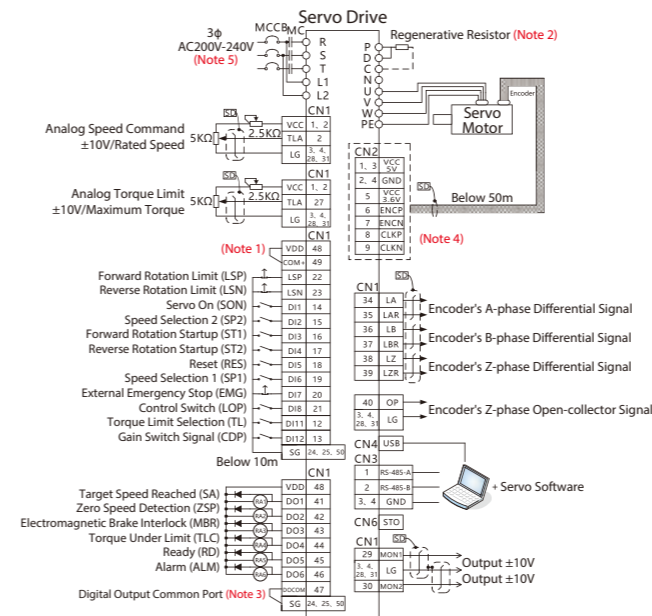 Servo Drive
3ϕ
AC200V-240V
(Note 5)
MCCB MC
R
S
T
L1
L2
Regenerative Resistor (Note 2)
P
D
C
N
U
V
W
PE
Encoder
Servo
Motor
CN1
Analog Speed Command
±10V/Rated Speed
5KΩ
SD
2.5KΩ
VCC 1, 2
TLA 2
LG 3, 4, 28, 31
CN1
Analog Torque Limit
±10V/Maximum Torque
5KΩ
SD
2.5KΩ
VCC 1, 2
TLA 27
LG 3, 4, 28, 31
CN1
(Note 1)
VDD 48
COM+ 49
Forward Rotation Limit (LSP) LSP 22
Reverse Rotation Limit (LSN) LSN 23
Servo On (SON) DI1 14
Speed Selection 2 (SP2) DI2 15
Forward Rotation Startup (ST1) DI3 16
Reverse Rotation Startup (ST2) DI4 17
Reset (RES) DI5 18
Speed Selection 1 (SP1) DI6 19
External Emergency Stop (EMG) DI7 20
Control Switch (LOP) DI8 21
Torque Limit Selection (TL) DI11 12
Gain Switch Signal (CDP) DI12 13
SG 24, 25, 50
Below 10m
CN1
VDD 48
Target Speed Reached (SA) RA1 DO1 41
Zero Speed Detection (ZSP) RA2 DO2 42
Electromagnetic Brake Interlock (MBR) RA3 DO3 43
Torque Under Limit (TLC) RA4 DO4 44
Ready (RD) RA5 DO5 45
Alarm (ALM) RA6 DO6 46
DOCOM 47
Digital Output Common Port (Note 3)
SG 24, 25, 50
CN2
1, 3 VCC 5V
2, 4 GND
5 VCC 3.6V
6 ENCP
7 ENCN
8 CLKP
9 CLKN
SD
Below 50m
(Note 4)
SD
CN1
34 LA
35 LAR
Encoder's A-phase Differential Signal
36 LB
37 LBR
Encoder's B-phase Differential Signal
38 LZ
39 LZR
Encoder's Z-phase Differential Signal
40 OP
3, 4, 28, 31 LG
Encoder's Z-phase Open-collector Signal
CN4 USB
CN3
1 RS-485-A
2 RS-485-B
3, 4 GND
+ Servo Software
CN6 STO
CN1
SD
29 MON1
3, 4, 28, 31 LG
30 MON2
Output ±10V
Output ±10V